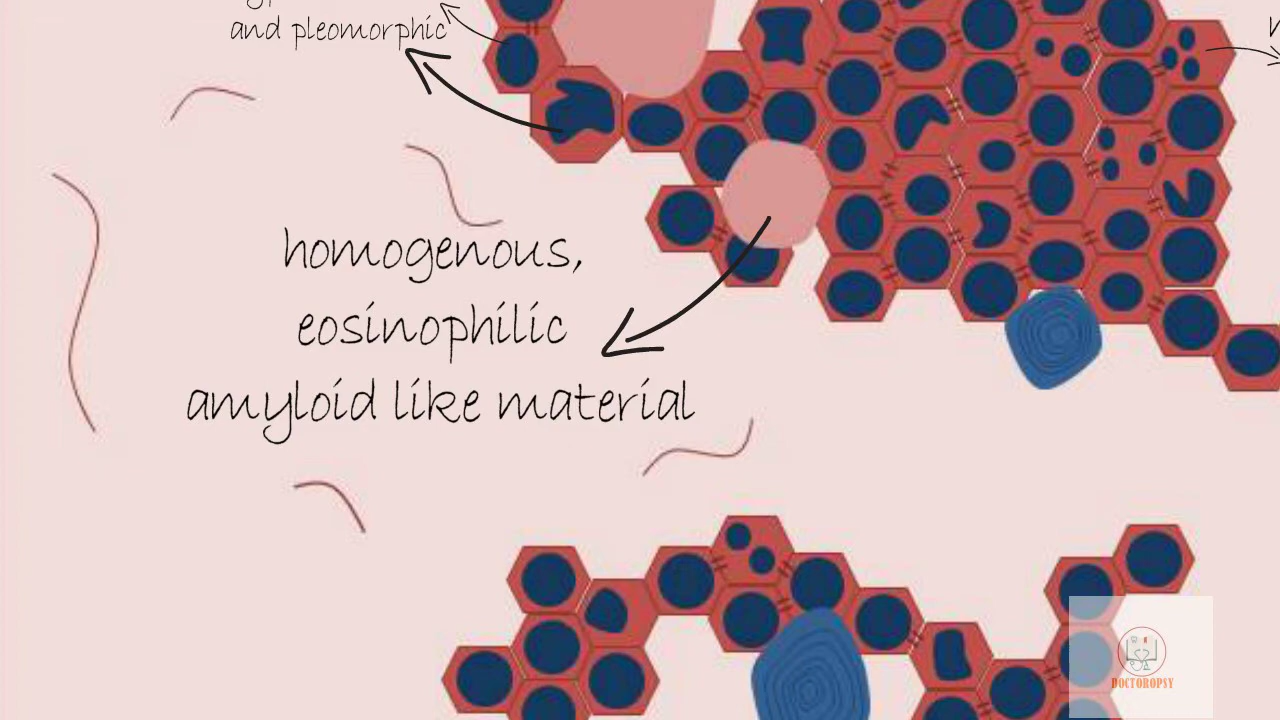 and pleomorphic
homogenous,
eosinophilic
amyloid like material
DOCTOROPSY